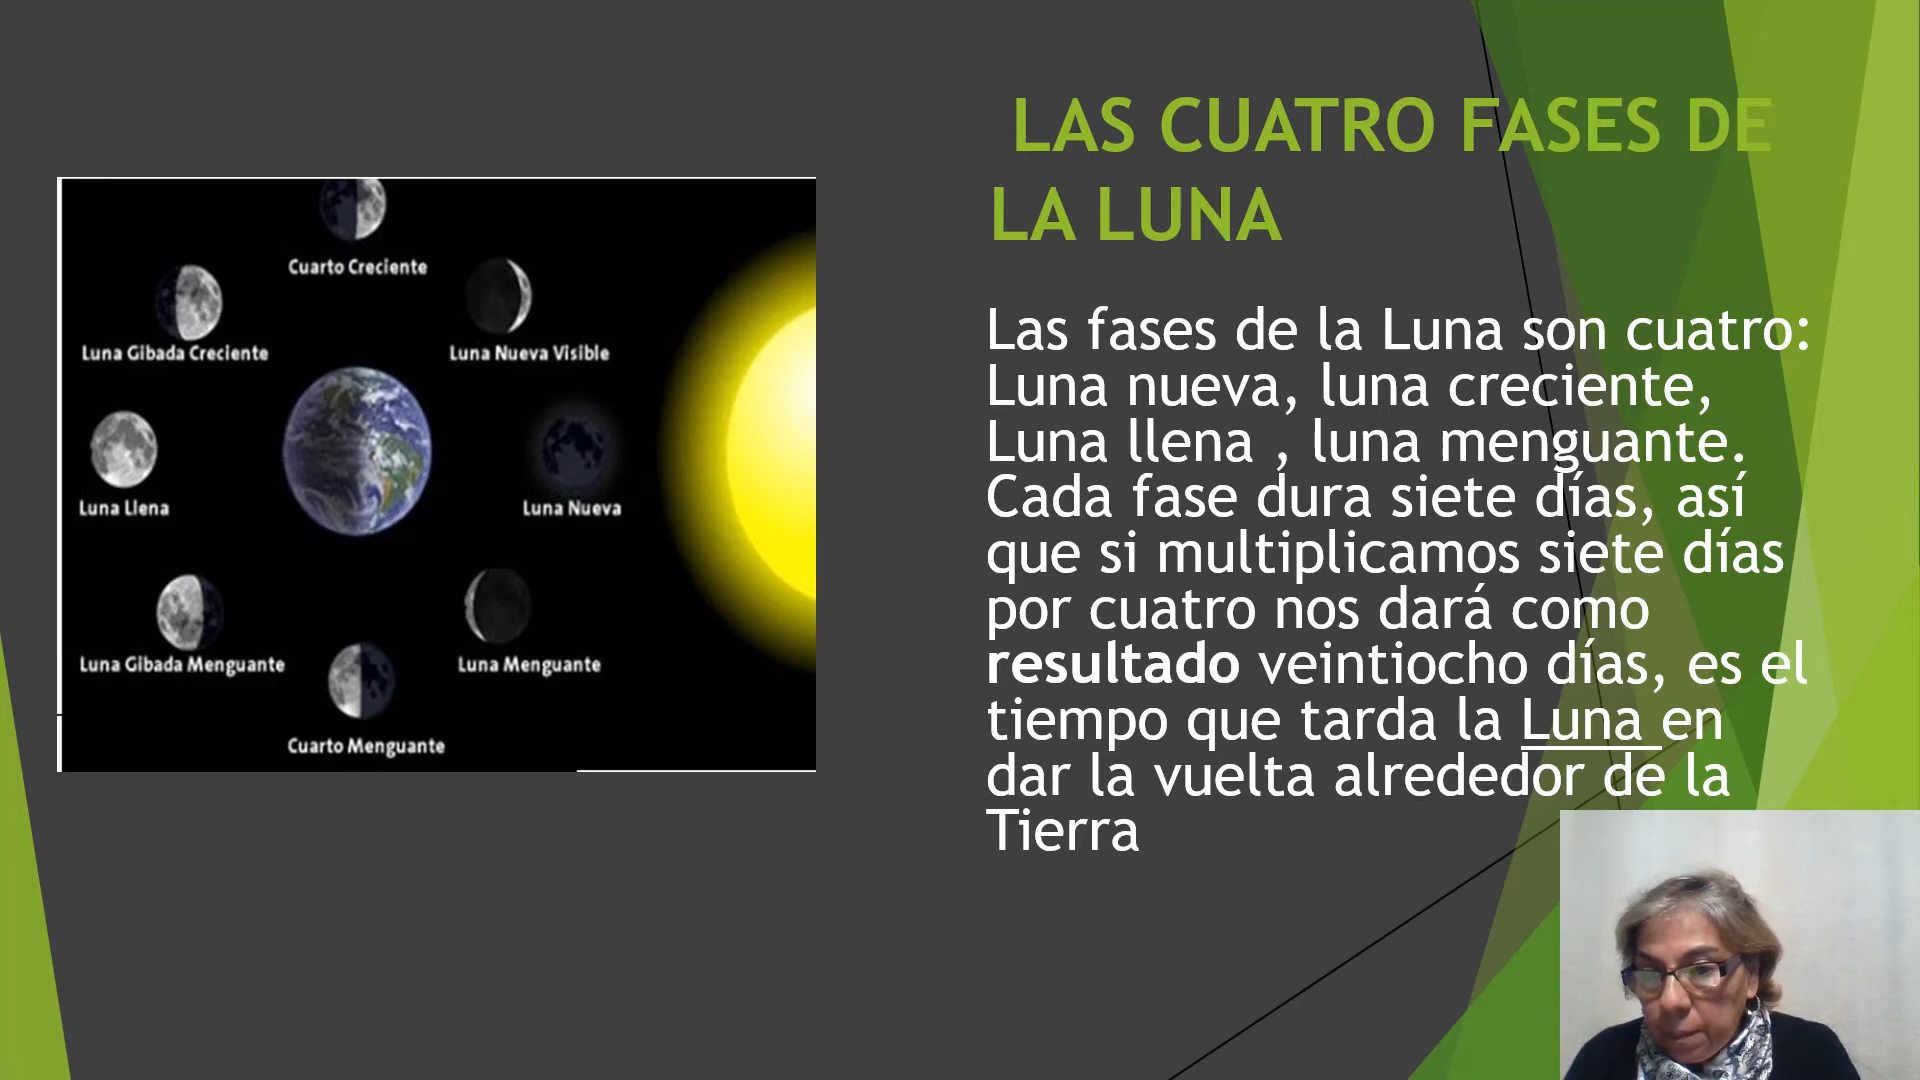 LAS CUATRO FASES DE
LA LUNA
Cuarto Creciente
Luna Gibada Creciente
Luna Nueva Visible
Luna Llena
Luna Nueva
Luna Gibada Menguante
Luna Menguante
Cuarto Menguante
Las fases de la Luna son cuatro:
Luna nueva, luna creciente,
Luna llena , luna menguante.
Cada fase dura siete días, así
que si multiplicamos siete días
por cuatro nos dará como
resultado veintiocho días, es el
tiempo que tarda la Luna en
dar la vuelta alrededor de la
Tierra